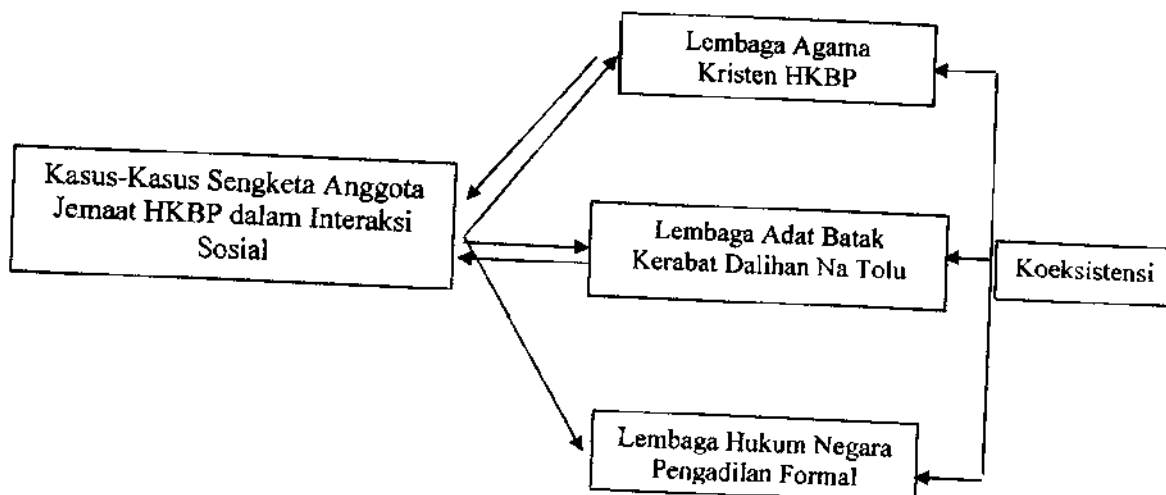 Lembaga Agama
Kristen HKBP
Kasus-Kasus Sengketa Anggota
Jemaat HKBP dalam Interaksi
Sosial
Lembaga Adat Batak
Kerabat Dalihan Na Tolu
Koeksistensi
Lembaga Hukum Negara
Pengadilan Formal